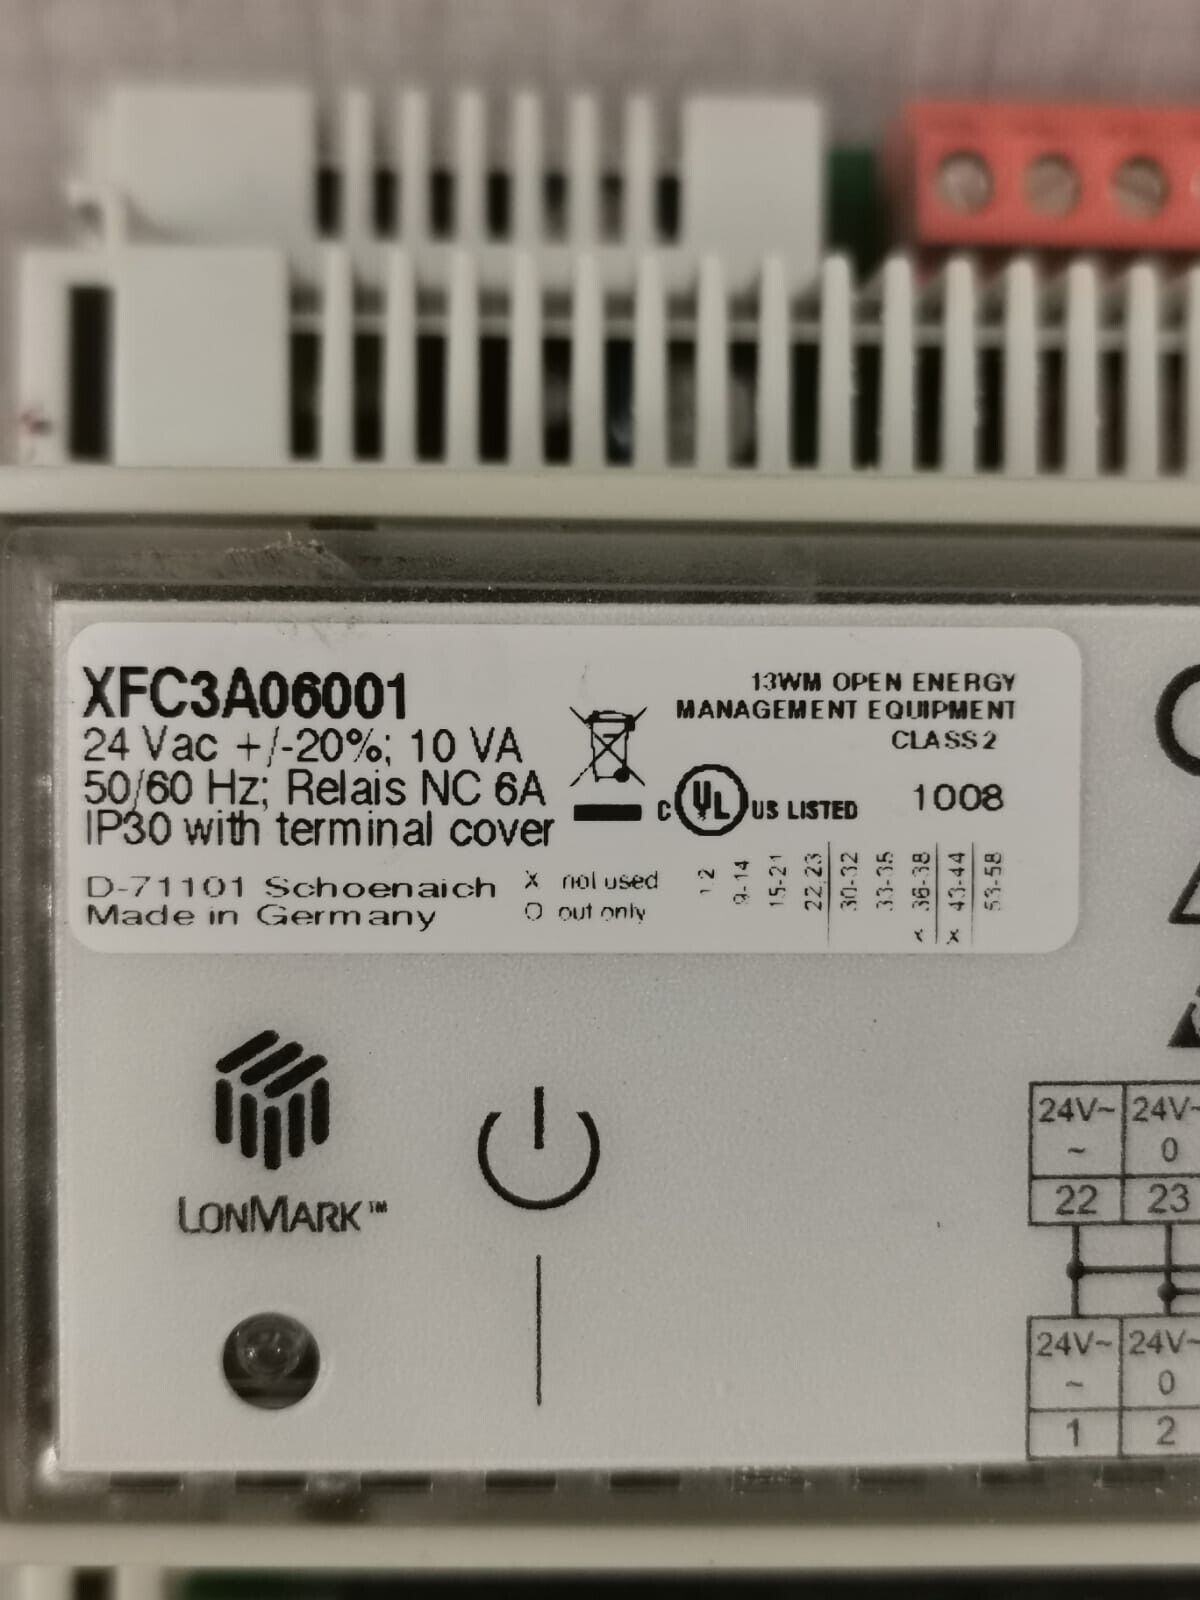 XFC3A06001
24 Vac +/-20%; 10 VA
50/60 Hz; Relais NC 6A
IP30 with terminal cover
D-71101 Schoenaich
Made in Germany
13WM OPEN ENERGY
MANAGEMENT EQUIPMENT
CLASS 2
C UL US LISTED 1008
X not used
O out only
1,2
9-14
15-21
22,23
30-32
33-35
36-38
x 43-44
53-58
LONMARK™
24V~ 24V~
~ 0
22 23
24V~ 24V~
~ 0
1 2